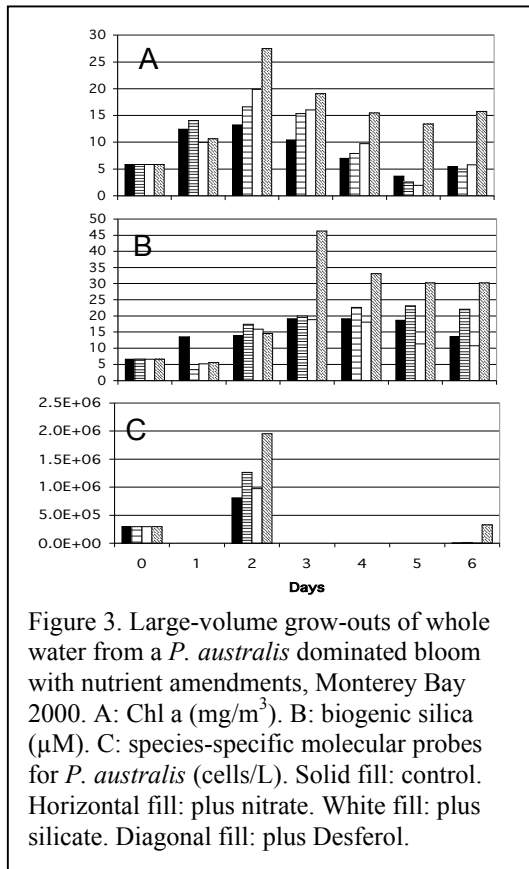 30
25
20
15
10
5
0
A
50
45
40
35
30
25
20
15
10
5
0
B
2.5E+06
2.0E+06
1.5E+06
1.0E+06
5.0E+05
0.0E+00
C
0 1 2 3 4 5 6
Days
Figure 3. Large-volume grow-outs of whole
water from a P. australis dominated bloom
with nutrient amendments, Monterey Bay
2000. A: Chl a (mg/m³). B: biogenic silica
(µM). C: species-specific molecular probes
for P. australis (cells/L). Solid fill: control.
Horizontal fill: plus nitrate. White fill: plus
silicate. Diagonal fill: plus Desferol.